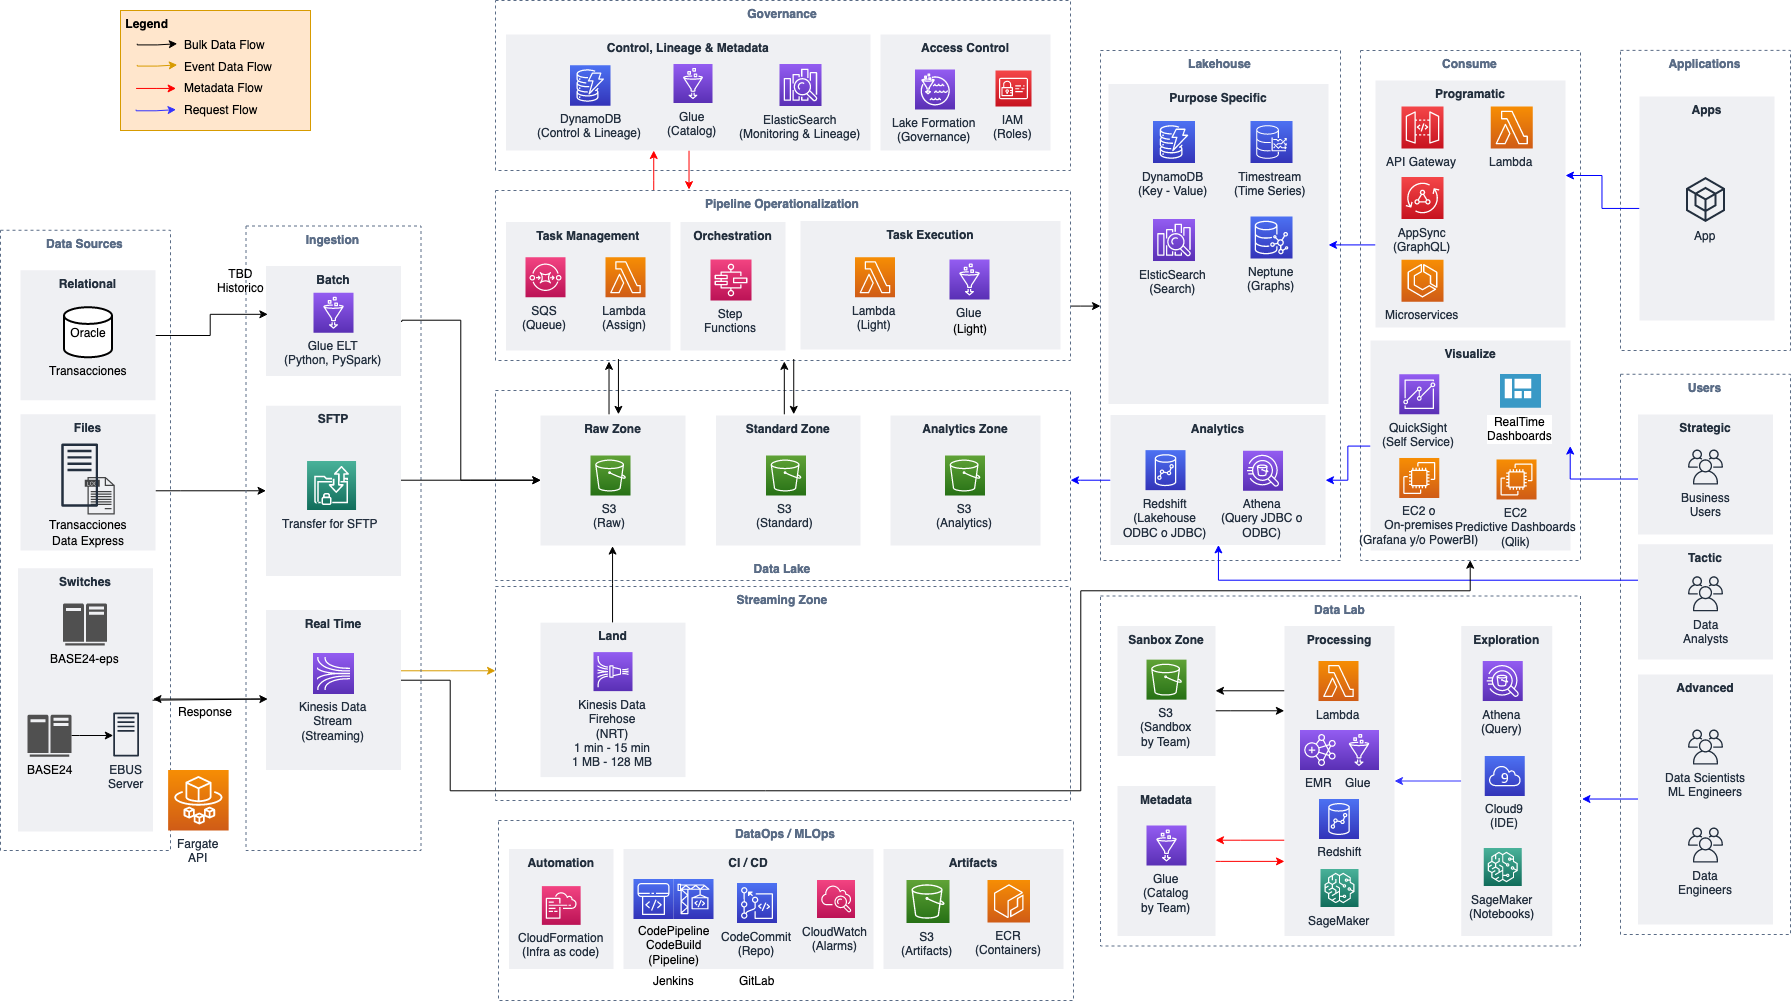 Legend
Bulk Data Flow
Event Data Flow
Metadata Flow
Request Flow
Governance
Control, Lineage & Metadata
DynamoDB
(Control & Lineage)
Glue
(Catalog)
ElasticSearch
(Monitoring & Lineage)
Access Control
Lake Formation
(Governance)
IAM
(Roles)
Pipeline Operationalization
Task Management
SQS
(Queue)
Lambda
(Assign)
Orchestration
Step
Functions
Task Execution
Lambda
(Light)
Glue
(Light)
Data Sources
Relational
Oracle
Transacciones
Files
Transacciones
Data Express
Switches
BASE24-eps
BASE24
EBUS
Server
TBD
Historico
Response
Fargate
API
Ingestion
Batch
Glue ELT
(Python, PySpark)
SFTP
Transfer for SFTP
Real Time
Kinesis Data
Stream
(Streaming)
Raw Zone
S3
(Raw)
Standard Zone
S3
(Standard)
Analytics Zone
S3
(Analytics)
Data Lake
Streaming Zone
Land
Kinesis Data
Firehose
(NRT)
1 min - 15 min
1 MB - 128 MB
DataOps / MLOps
Automation
CloudFormation
(Infra as code)
CI / CD
CodePipeline
CodeBuild
(Pipeline)
CodeCommit
(Repo)
CloudWatch
(Alarms)
Jenkins
GitLab
Artifacts
S3
(Artifacts)
ECR
(Containers)
Lakehouse
Purpose Specific
DynamoDB
(Key - Value)
Timestream
(Time Series)
ElsticSearch
(Search)
Neptune
(Graphs)
Analytics
Redshift
(Lakehouse
ODBC o JDBC)
Athena
(Query JDBC o
ODBC)
Consume
Programatic
API Gateway
Lambda
AppSync
(GraphQL)
Microservices
Visualize
QuickSight
(Self Service)
RealTime
Dashboards
EC2 o
On-premises
(Grafana y/o PowerBI)
EC2
Predictive Dashboards
(Qlik)
Applications
Apps
App
Users
Strategic
Business
Users
Tactic
Data
Analysts
Advanced
Data Scientists
ML Engineers
Data
Engineers
Data Lab
Sanbox Zone
S3
(Sandbox
by Team)
Metadata
Glue
(Catalog
by Team)
Processing
Lambda
EMR
Glue
Redshift
SageMaker
Exploration
Athena
(Query)
9
Cloud9
(IDE)
SageMaker
(Notebooks)